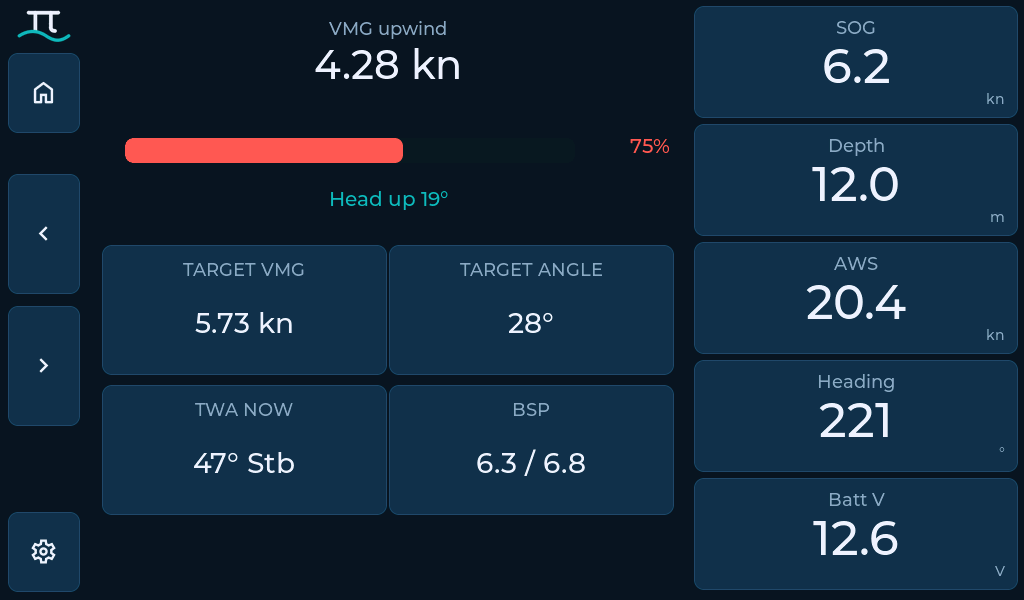 VMG upwind
4.28 kn
75%
Head up 19°
TARGET VMG
5.73 kn
TARGET ANGLE
28°
TWA NOW
47° Stb
BSP
6.3 / 6.8
SOG
6.2
kn
Depth
12.0
m
AWS
20.4
kn
Heading
221
°
Batt V
12.6
V